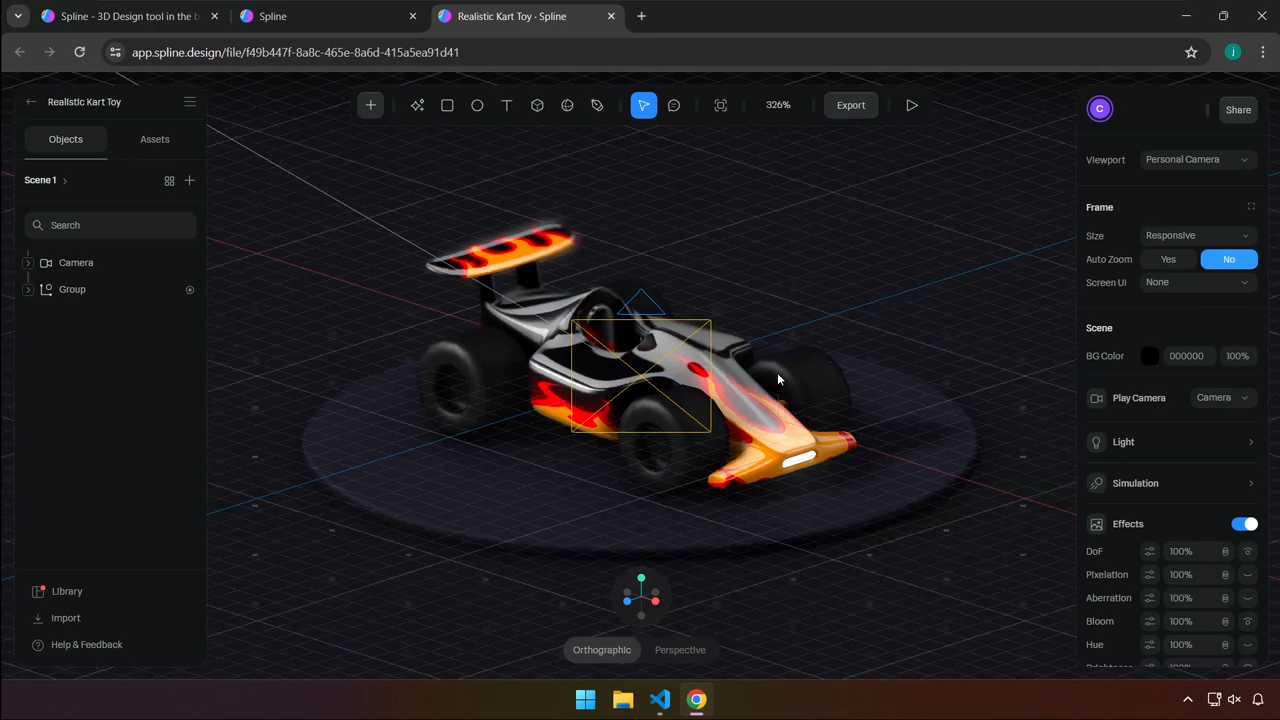 Spline - 3D Design tool in the b
Spline
Realistic Kart Toy · Spline
app.spline.design/file/f49b447f-8a8c-465e-8a6d-415a5ea91d41
j
Realistic Kart Toy
326%
Export
C
Share
Objects
Assets
Viewport
Personal Camera
Scene 1
Frame
Search
Size
Responsive
Auto Zoom
Yes
No
Camera
Screen UI
None
Group
Scene
BG Color
000000
100%
Play Camera
Camera
Light
Simulation
Effects
DoF
100%
Pixelation
100%
Library
Aberration
100%
Import
Bloom
100%
Help & Feedback
Hue
100%
Orthographic
Perspective
Brightness
100%